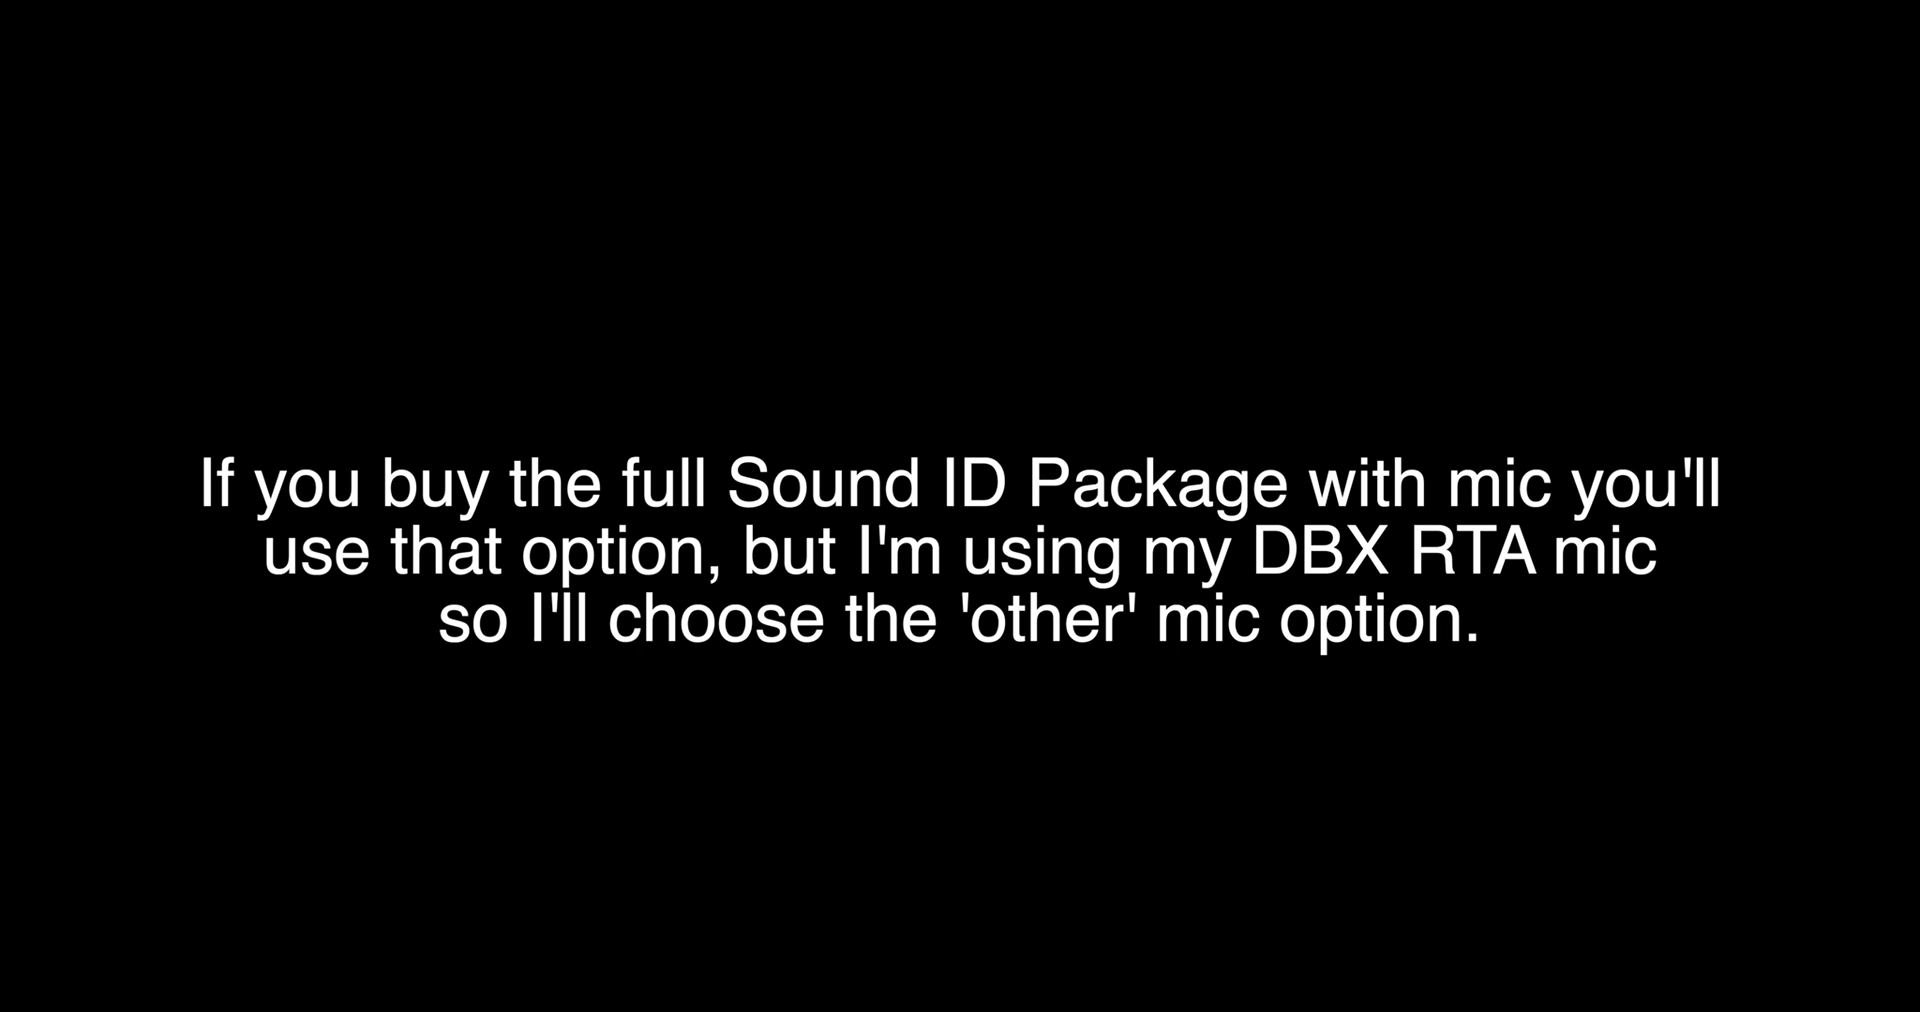 If you buy the full Sound ID Package with mic you'll
use that option, but I'm using my DBX RTA mic
so I'll choose the 'other' mic option.